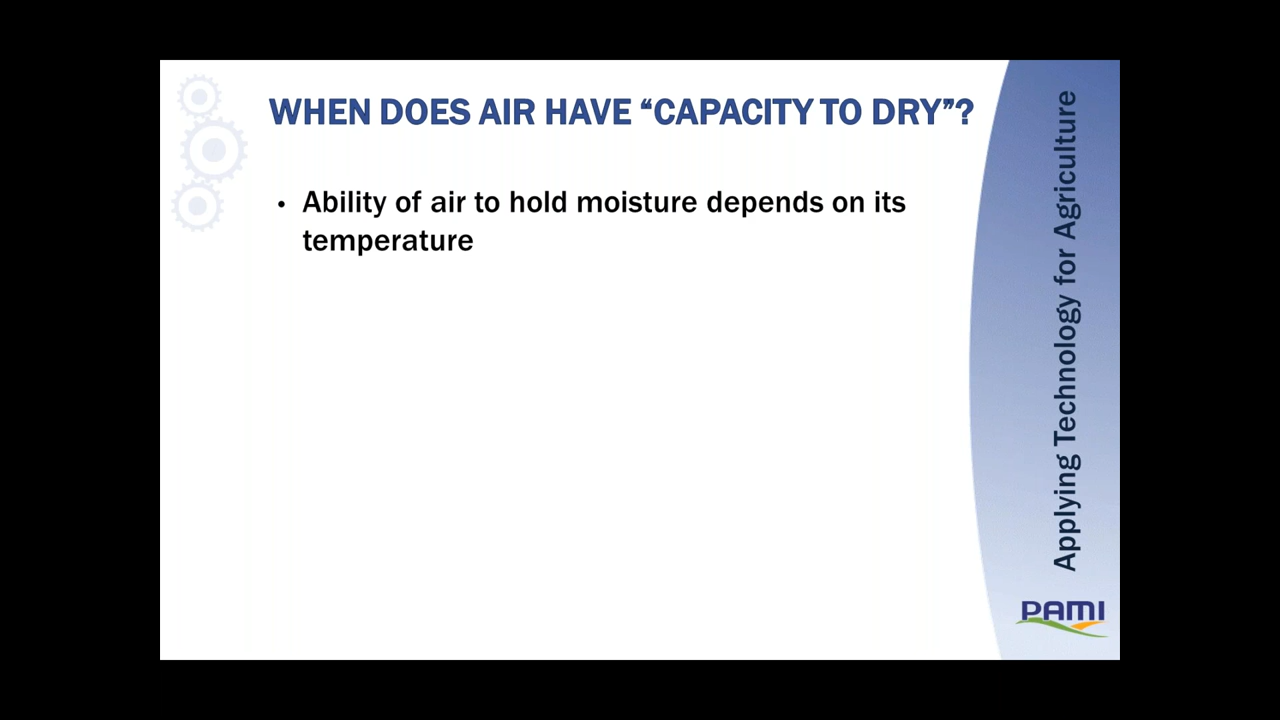 WHEN DOES AIR HAVE “CAPACITY TO DRY”?
• Ability of air to hold moisture depends on its
temperature
Applying Technology for Agriculture
PAMI